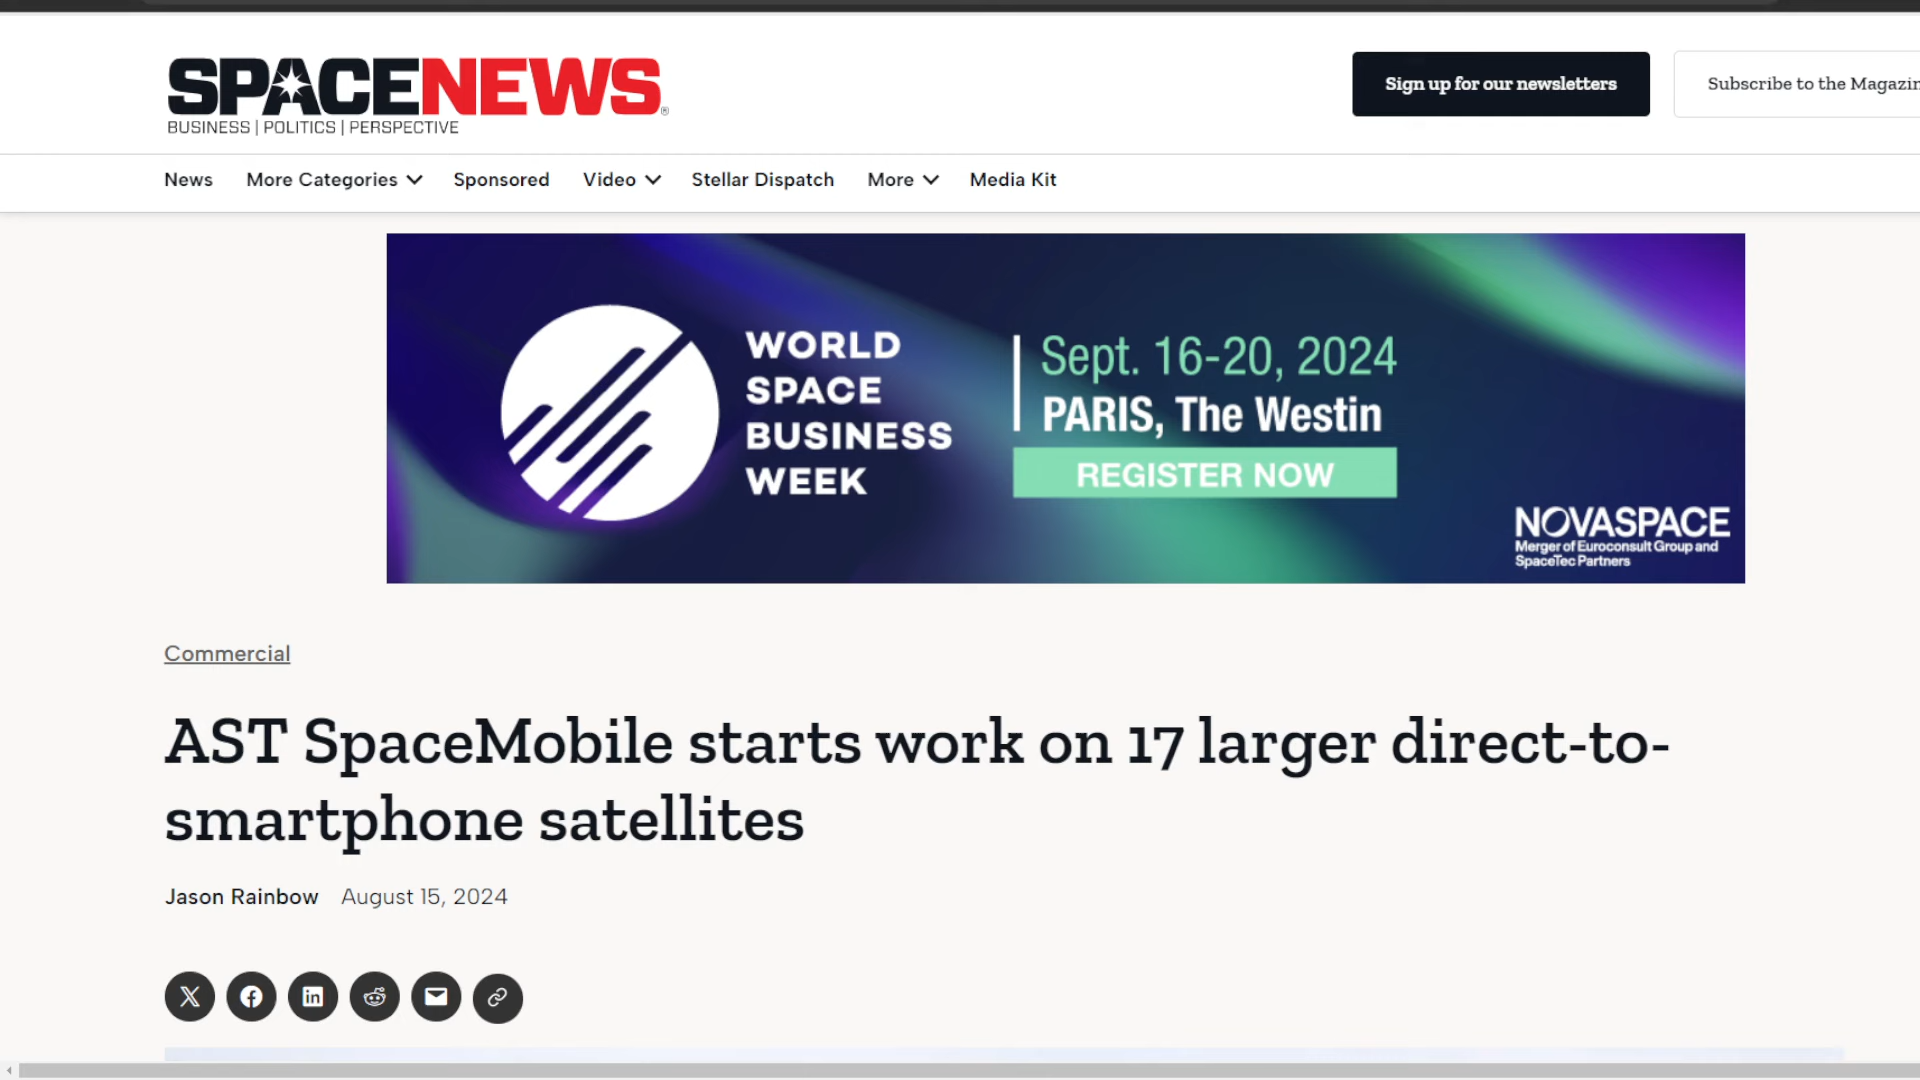 SPACENEWS®
BUSINESS | POLITICS | PERSPECTIVE
Sign up for our newsletters
Subscribe to the Magazin
News
More Categories
Sponsored
Video
Stellar Dispatch
More
Media Kit
WORLD
SPACE
BUSINESS
WEEK
Sept. 16-20, 2024
PARIS, The Westin
REGISTER NOW
NOVASPACE
Merger of Euroconsult Group and
SpaceTec Partners
Commercial
AST SpaceMobile starts work on 17 larger direct-to-
smartphone satellites
Jason Rainbow August 15, 2024